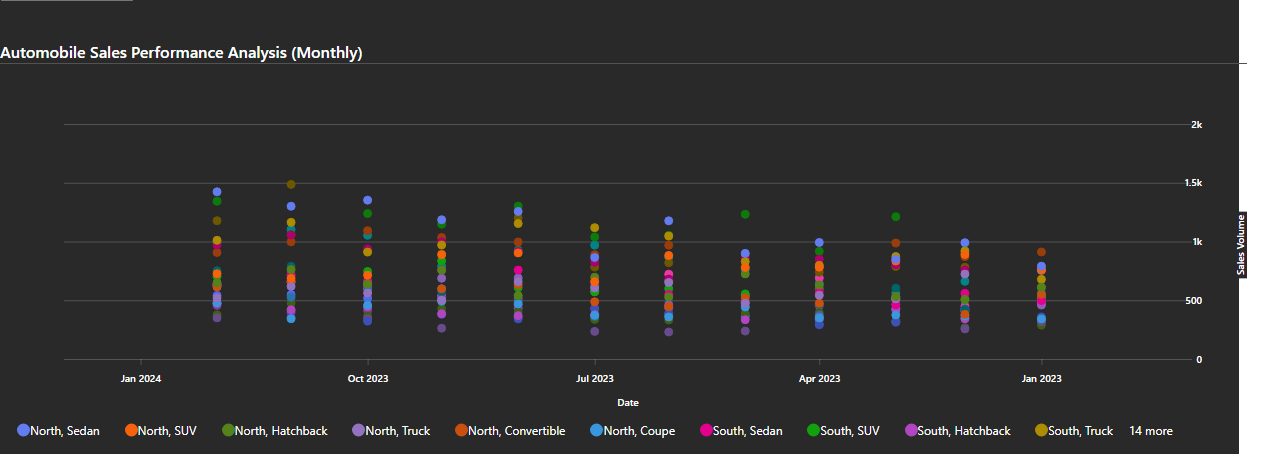 Automobile Sales Performance Analysis (Monthly)
2k
1.5k
1k
500
0
Sales Volume
Jan 2024 Oct 2023 Jul 2023 Apr 2023 Jan 2023
Date
North, Sedan North, SUV North, Hatchback North, Truck North, Convertible North, Coupe South, Sedan South, SUV South, Hatchback South, Truck 14 more